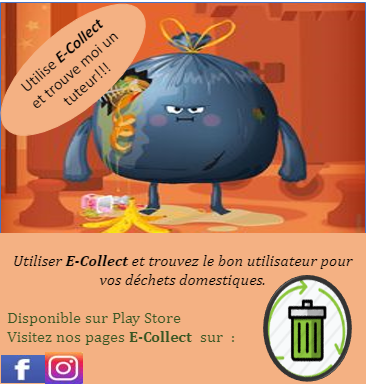 Utilise E-Collect
et trouve moi un
tuteur!!!
Utiliser E-Collect et trouvez le bon utilisateur pour
vos déchets domestiques.
Disponible sur Play Store
Visitez nos pages E-Collect sur :